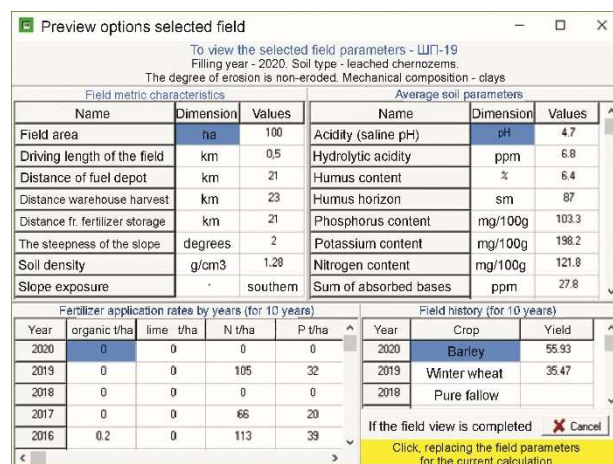 Preview options selected field
To view the selected field parameters - ШП-19
Filling year - 2020. Soil type - leached chernozems.
The degree of erosion is non-eroded. Mechanical composition - clays
Field metric characteristics
Name Dimension Values
Field area ha 100
Driving length of the field km 0,5
Distance of fuel depot km 21
Distance warehouse harvest km 23
Distance fr. fertilizer storage km 21
The steepness of the slope degrees 2
Soil density g/cm3 1.28
Slope exposure - southern
Average soil parameters
Name Dimension Values
Acidity (saline pH) pH 4.7
Hydrolytic acidity ppm 6.8
Humus content % 6.4
Humus horizon sm 87
Phosphorus content mg/100g 103.3
Potassium content mg/100g 198.2
Nitrogen content mg/100g 121.8
Sum of absorbed bases ppm 27.8
Fertilizer application rates by years (for 10 years)
Year organic t/ha lime t/ha N t/ha P t/ha
2020 0 0 0 0
2019 0 0 105 32
2018 0 0 0 0
2017 0 0 66 20
2016 0.2 0 113 39
Field history (for 10 years)
Year Crop Yield
2020 Barley 55.93
2019 Winter wheat 35.47
2018 Pure fallow
If the field view is completed Cancel
Click, replacing the field parameters
for the current calculation